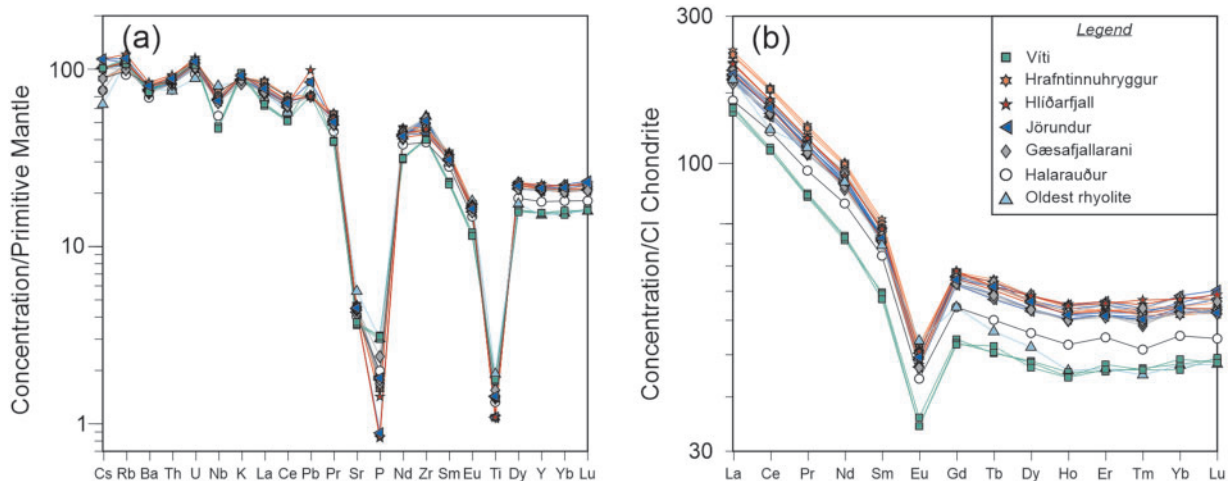 (a)
Concentration/Primitive Mantle
100
10
1
Cs Rb Ba Th U Nb K La Ce Pb Pr Sr P Nd Zr Sm Eu Ti Dy Y Yb Lu
(b)
Concentration/CI Chondrite
300
100
30
La Ce Pr Nd Sm Eu Gd Tb Dy Ho Er Tm Yb Lu
Legend
Víti
Hrafntinnuhryggur
Hlíðarfjall
Jörundur
Gæsafjallarani
Halarauður
Oldest rhyolite